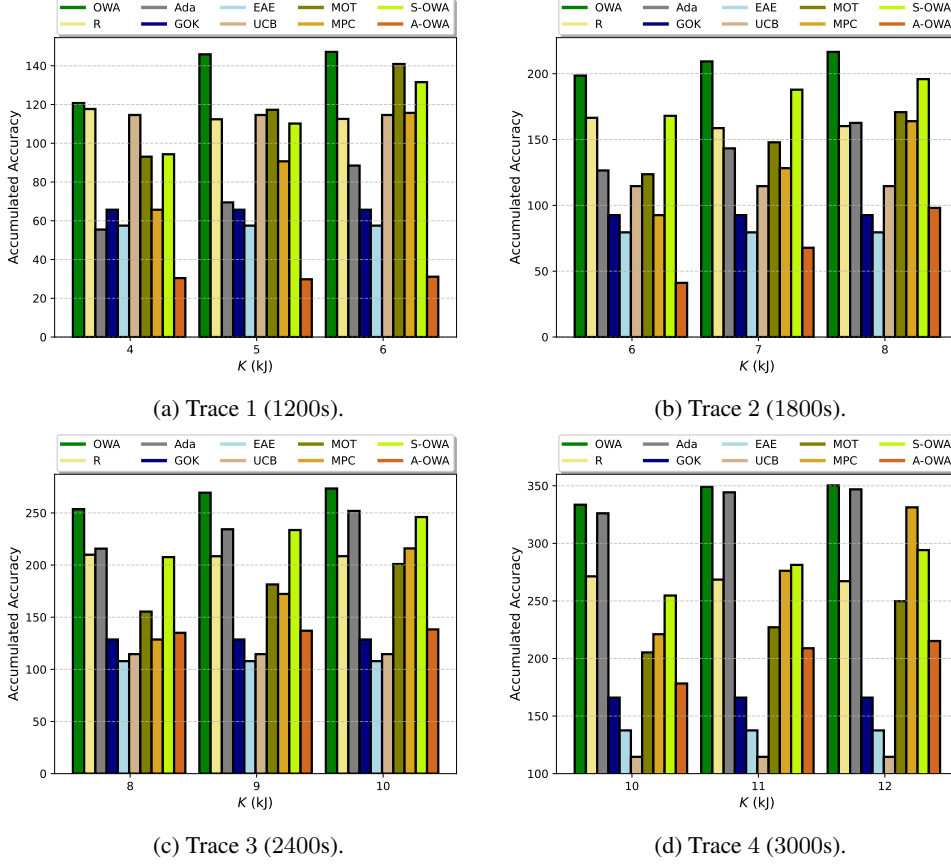 OWA Ada EAE MOT S-OWA
R GOK UCB MPC A-OWA
140
120
100
80
60
40
20
0
Accumulated Accuracy
4 5 6
K (kJ)
(a) Trace 1 (1200s).
OWA Ada EAE MOT S-OWA
R GOK UCB MPC A-OWA
200
150
100
50
0
Accumulated Accuracy
6 7 8
K (kJ)
(b) Trace 2 (1800s).
OWA Ada EAE MOT S-OWA
R GOK UCB MPC A-OWA
250
200
150
100
50
0
Accumulated Accuracy
8 9 10
K (kJ)
(c) Trace 3 (2400s).
OWA Ada EAE MOT S-OWA
R GOK UCB MPC A-OWA
350
300
250
200
150
100
Accumulated Accuracy
10 11 12
K (kJ)
(d) Trace 4 (3000s).